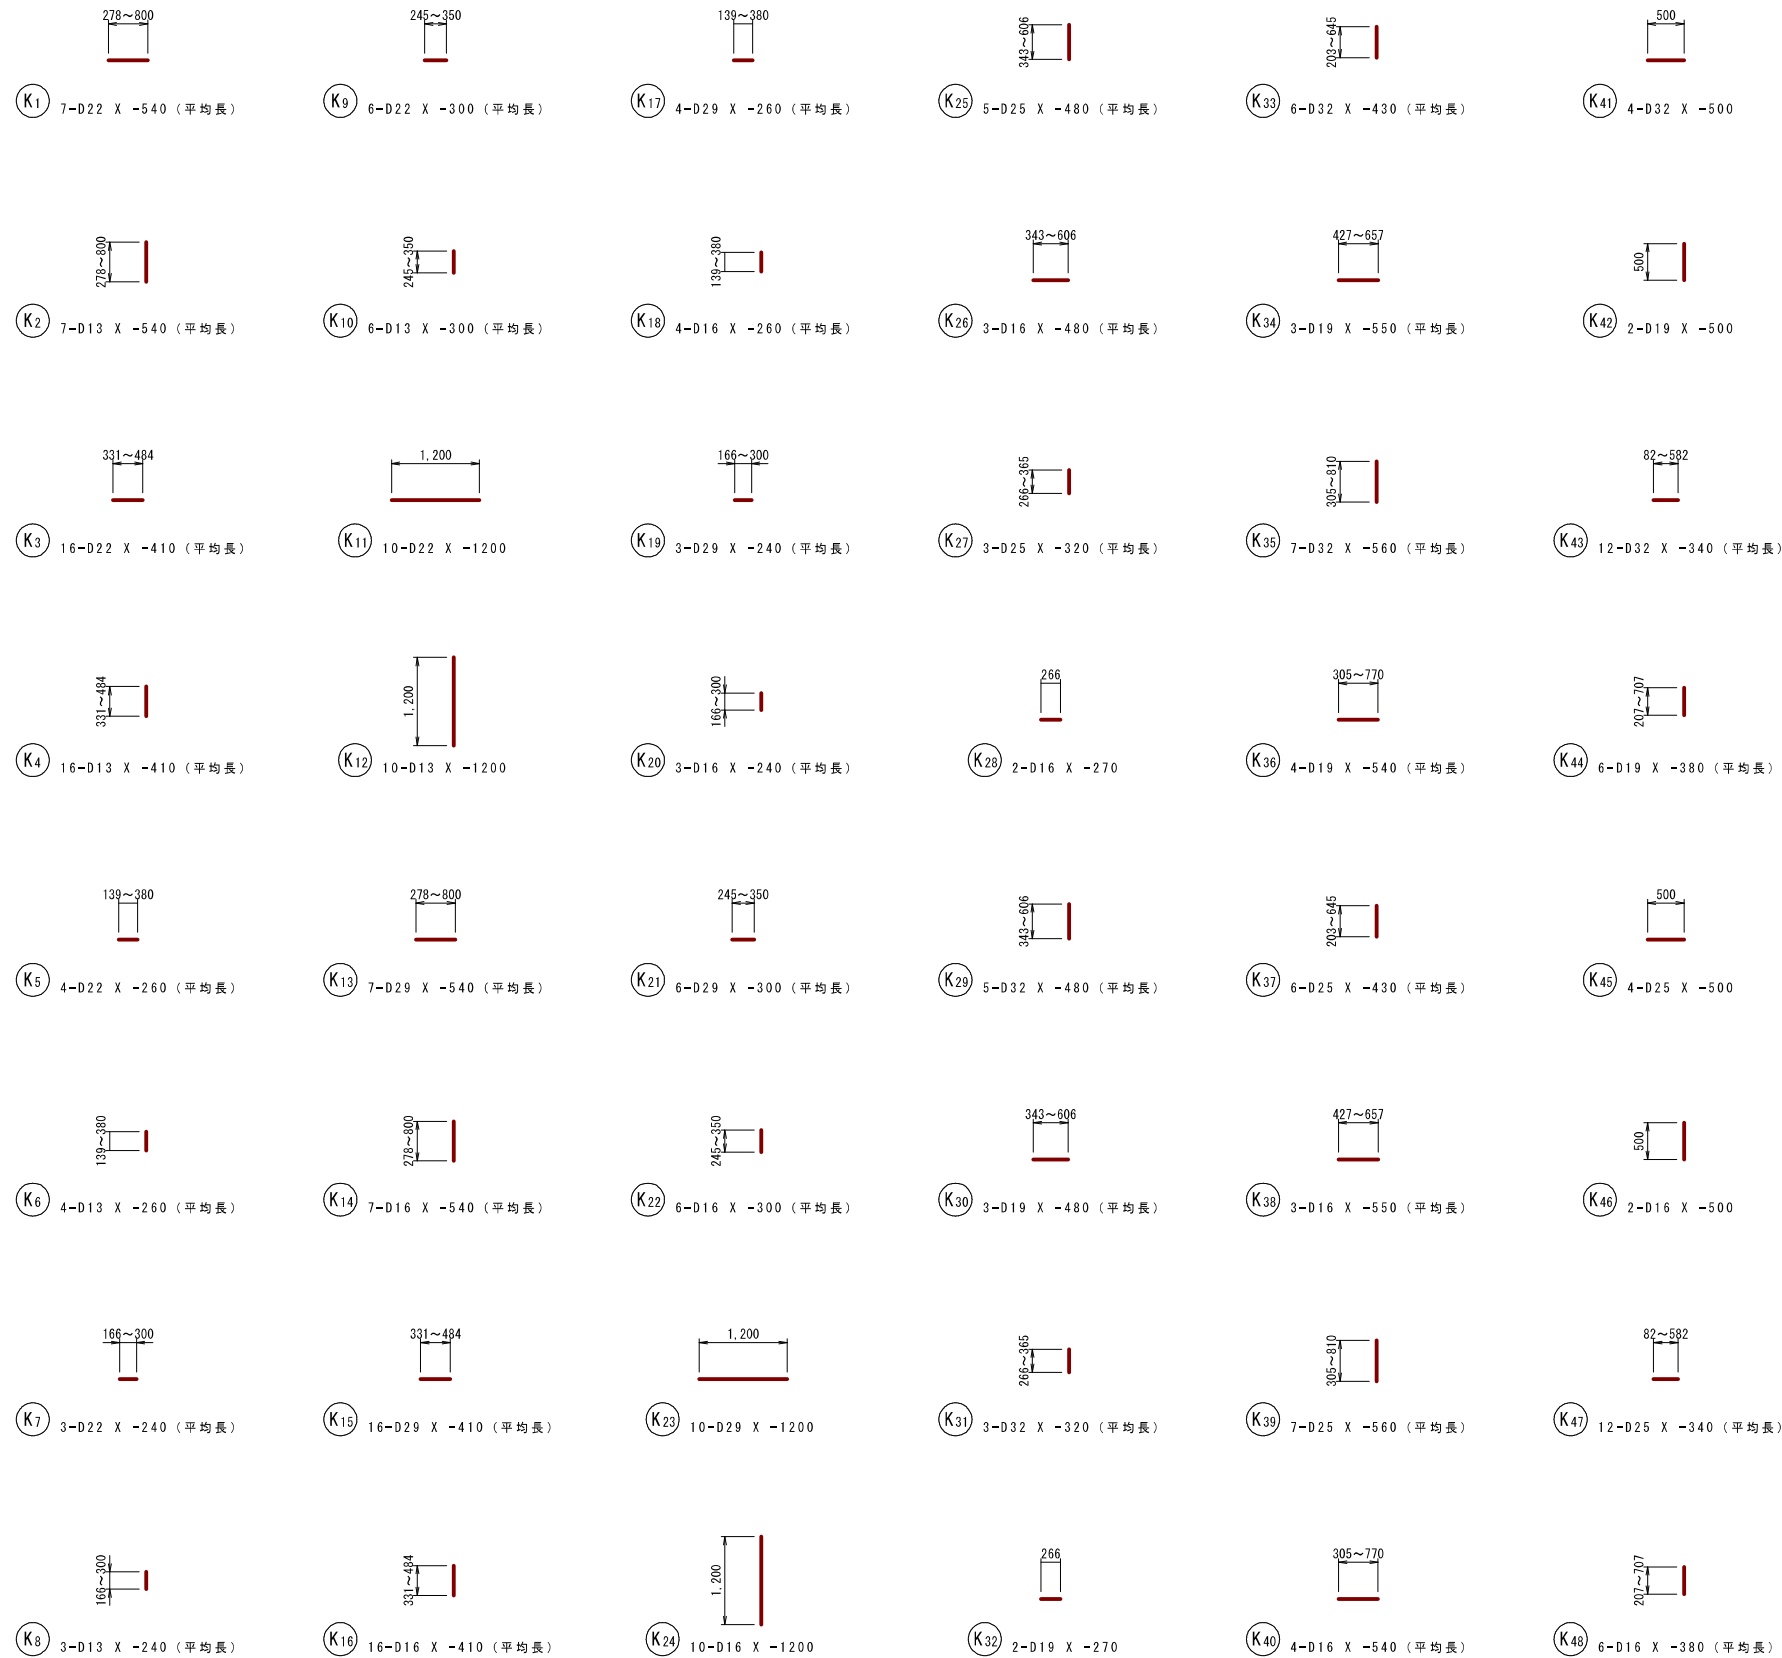 278～800
K1 7-D22 X -540 (平均長)
245～350
K9 6-D22 X -300 (平均長)
139～380
K17 4-D29 X -260 (平均長)
343～606
K25 5-D25 X -480 (平均長)
203～645
K33 6-D32 X -430 (平均長)
500
K41 4-D32 X -500
278～800
K2 7-D13 X -540 (平均長)
245～350
K10 6-D13 X -300 (平均長)
139～380
K18 4-D16 X -260 (平均長)
343～606
K26 3-D16 X -480 (平均長)
427～657
K34 3-D19 X -550 (平均長)
500
K42 2-D19 X -500
331～484
K3 16-D22 X -410 (平均長)
1,200
K11 10-D22 X -1200
166～300
K19 3-D29 X -240 (平均長)
266～365
K27 3-D25 X -320 (平均長)
305～810
K35 7-D32 X -560 (平均長)
82～582
K43 12-D32 X -340 (平均長)
331～484
K4 16-D13 X -410 (平均長)
1,200
K12 10-D13 X -1200
166～300
K20 3-D16 X -240 (平均長)
266
K28 2-D16 X -270
305～770
K36 4-D19 X -540 (平均長)
207～707
K44 6-D19 X -380 (平均長)
139～380
K5 4-D22 X -260 (平均長)
278～800
K13 7-D29 X -540 (平均長)
245～350
K21 6-D29 X -300 (平均長)
343～606
K29 5-D32 X -480 (平均長)
203～645
K37 6-D25 X -430 (平均長)
500
K45 4-D25 X -500
139～380
K6 4-D13 X -260 (平均長)
278～800
K14 7-D16 X -540 (平均長)
245～350
K22 6-D16 X -300 (平均長)
343～606
K30 3-D19 X -480 (平均長)
427～657
K38 3-D16 X -550 (平均長)
500
K46 2-D16 X -500
166～300
K7 3-D22 X -240 (平均長)
331～484
K15 16-D29 X -410 (平均長)
1,200
K23 10-D29 X -1200
266～365
K31 3-D32 X -320 (平均長)
305～810
K39 7-D25 X -560 (平均長)
82～582
K47 12-D25 X -340 (平均長)
166～300
K8 3-D13 X -240 (平均長)
331～484
K16 16-D16 X -410 (平均長)
1,200
K24 10-D16 X -1200
266
K32 2-D19 X -270
305～770
K40 4-D16 X -540 (平均長)
207～707
K48 6-D16 X -380 (平均長)